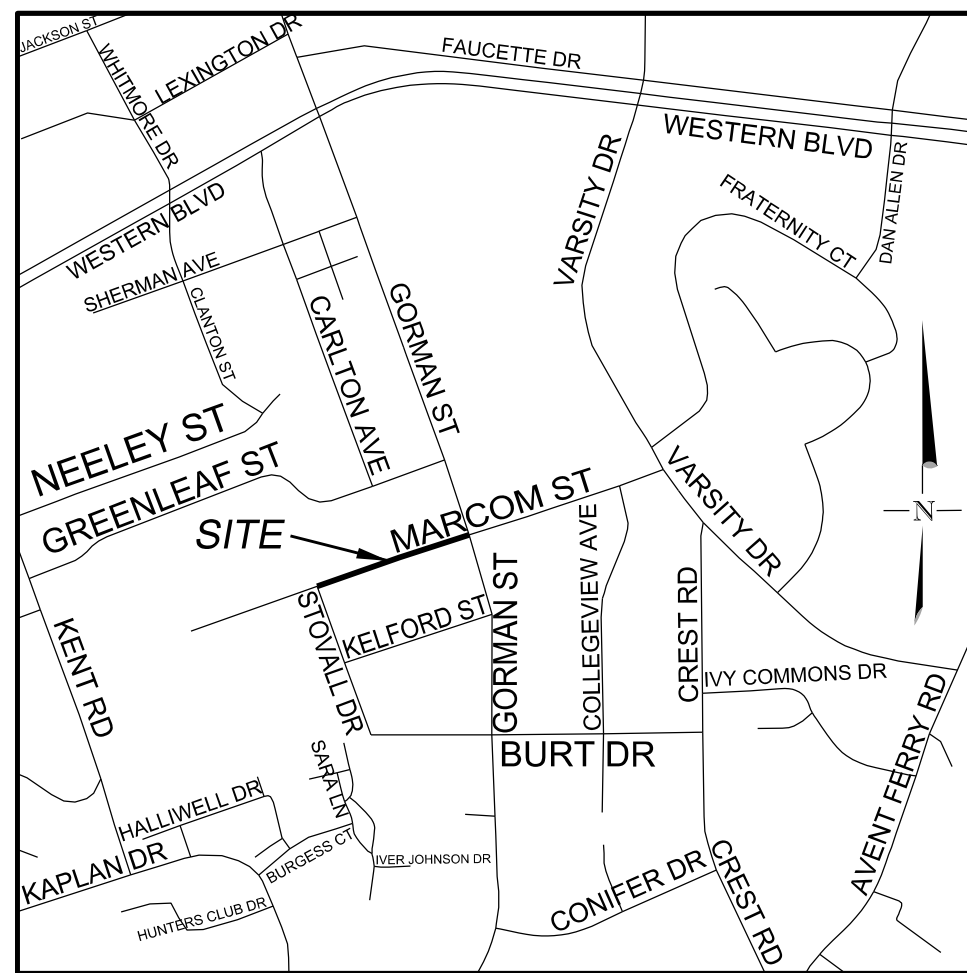 JACKSON ST
WHITMORE DR
LEXINGTON DR
FAUCETTE DR
WESTERN BLVD
VARSITY DR
DAN ALLEN DR
FRATERNITY CT
WESTERN BLVD
SHERMAN AVE
CLANTON ST
CARLTON AVE
GORMAN ST
NEELEY ST
GREENLEAF ST
SITE
MARCOM ST
VARSITY DR
N
KENT RD
STOVALL DR
KELFORD ST
GORMAN ST
COLLEGEVIEW AVE
CREST RD
IVY COMMONS DR
BURT DR
AVENT FERRY RD
SARA LN
HALLIWELL DR
BURGESS CT
IVER JOHNSON DR
KAPLAN DR
HUNTERS CLUB DR
CONIFER DR
CREST RD